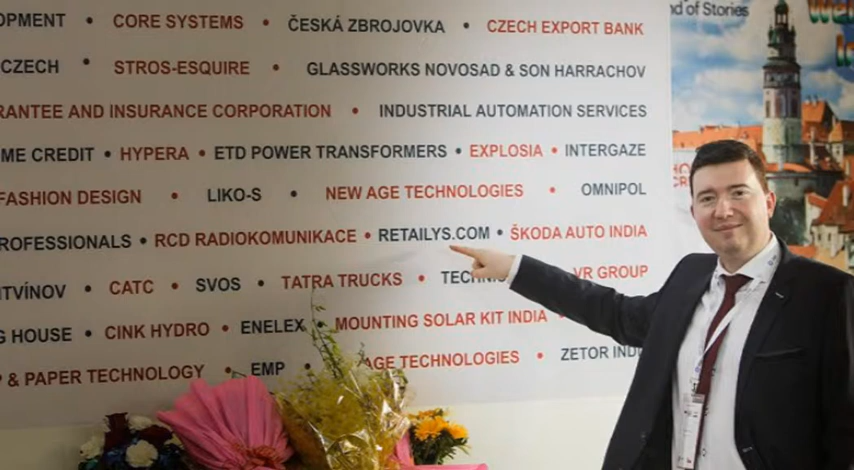 OPMENT • CORE SYSTEMS • ČESKÁ ZBROJOVKA • CZECH EXPORT BANK
CZECH • STROS-ESQUIRE • GLASSWORKS NOVOSAD & SON HARRACHOV
RANTEE AND INSURANCE CORPORATION • INDUSTRIAL AUTOMATION SERVICES
ME CREDIT • HYPERA • ETD POWER TRANSFORMERS • EXPLOSIA • INTERGAZE
FASHION DESIGN • LIKO-S • NEW AGE TECHNOLOGIES • OMNIPOL
ROFESSIONALS • RCD RADIOKOMUNIKACE • RETAILYS.COM • ŠKODA AUTO INDIA
TVÍNOV • CATC • SVOS • TATRA TRUCKS • TECHNI VR GROUP
G HOUSE • CINK HYDRO • ENELEX • MOUNTING SOLAR KIT INDIA •
& PAPER TECHNOLOGY • EMP AGE TECHNOLOGIES • ZETOR IND
nd of Stories